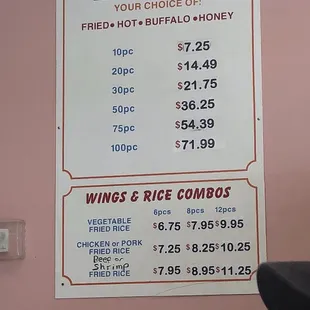 YOUR CHOICE OF:
FRIED • HOT • BUFFALO • HONEY
10pc $7.25
20pc $14.49
30pc $21.75
50pc $36.25
75pc $54.39
100pc $71.99
WINGS & RICE COMBOS
6pcs 8pcs 12pcs
VEGETABLE
FRIED RICE $6.75 $7.95 $9.95
CHICKEN or PORK
FRIED RICE $7.25 $8.25 $10.25
Beef or
Shrimp
FRIED RICE $7.95 $8.95 $11.25